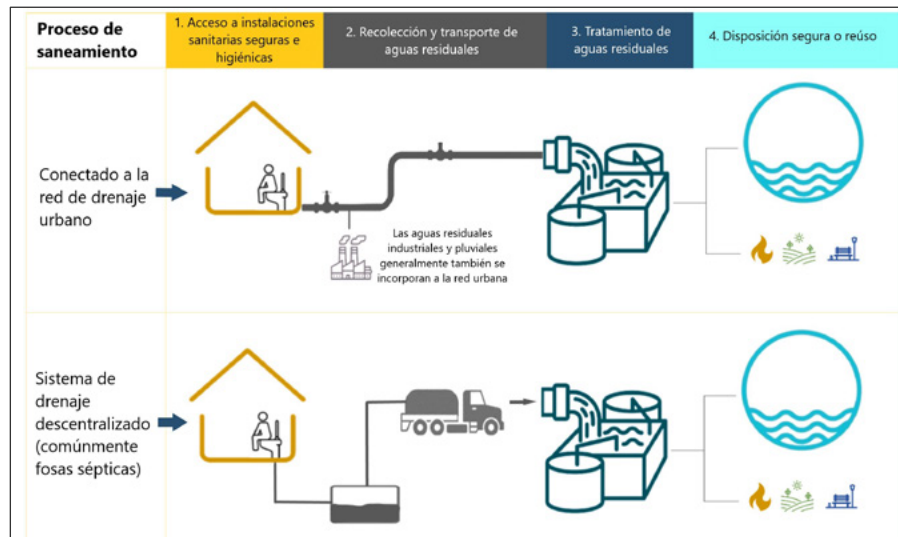 Proceso de
saneamiento
1. Acceso a instalaciones
sanitarias seguras e
higiénicas
2. Recolección y transporte de
aguas residuales
3. Tratamiento de
aguas residuales
4. Disposición segura o reúso
Conectado a la
red de drenaje
urbano
Las aguas residuales
industriales y pluviales
generalmente también se
incorporan a la red urbana
Sistema de
drenaje
descentralizado
(comúnmente
fosas sépticas)